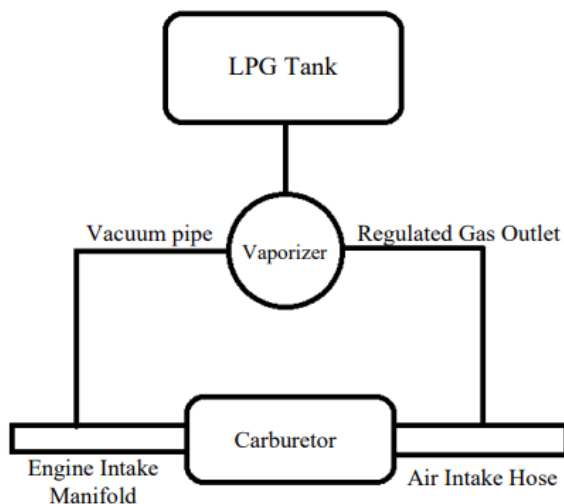 LPG Tank
Vacuum pipe
Vaporizer
Regulated Gas Outlet
Carburetor
Engine Intake
Manifold
Air Intake Hose